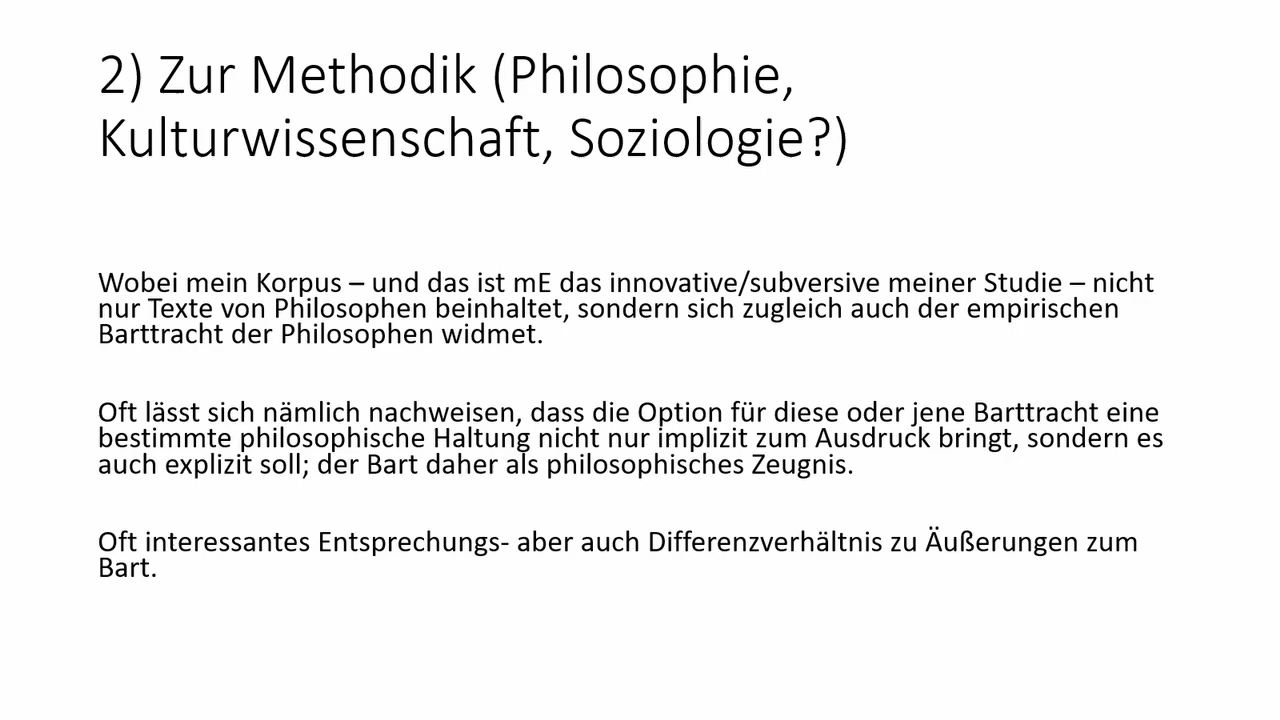 2) Zur Methodik (Philosophie,
Kulturwissenschaft, Soziologie?)
Wobei mein Korpus – und das ist mE das innovative/subversive meiner Studie – nicht
nur Texte von Philosophen beinhaltet, sondern sich zugleich auch der empirischen
Barttracht der Philosophen widmet.
Oft lässt sich nämlich nachweisen, dass die Option für diese oder jene Barttracht eine
bestimmte philosophische Haltung nicht nur implizit zum Ausdruck bringt, sondern es
auch explizit soll; der Bart daher als philosophisches Zeugnis.
Oft interessantes Entsprechungs- aber auch Differenzverhältnis zu Äußerungen zum
Bart.